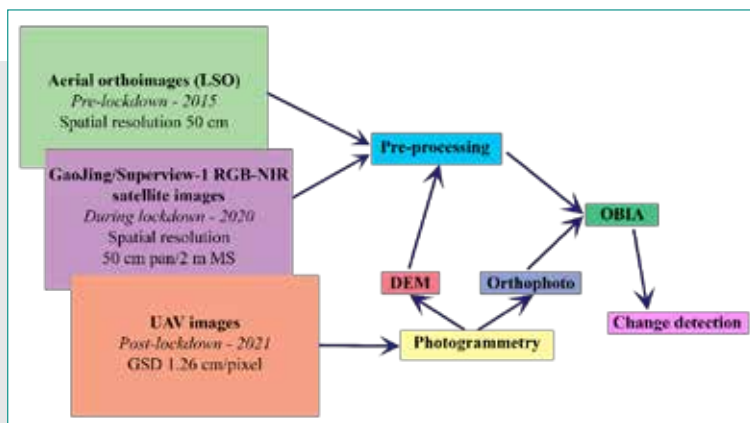 Aerial orthoimages (LSO)
Pre-lockdown - 2015
Spatial resolution 50 cm
GaoJing/Superview-1 RGB-NIR
satellite images
During lockdown - 2020
Spatial resolution
50 cm pan/2 m MS
UAV images
Post-lockdown - 2021
GSD 1.26 cm/pixel
Pre-processing
DEM
Orthophoto
Photogrammetry
OBIA
Change detection